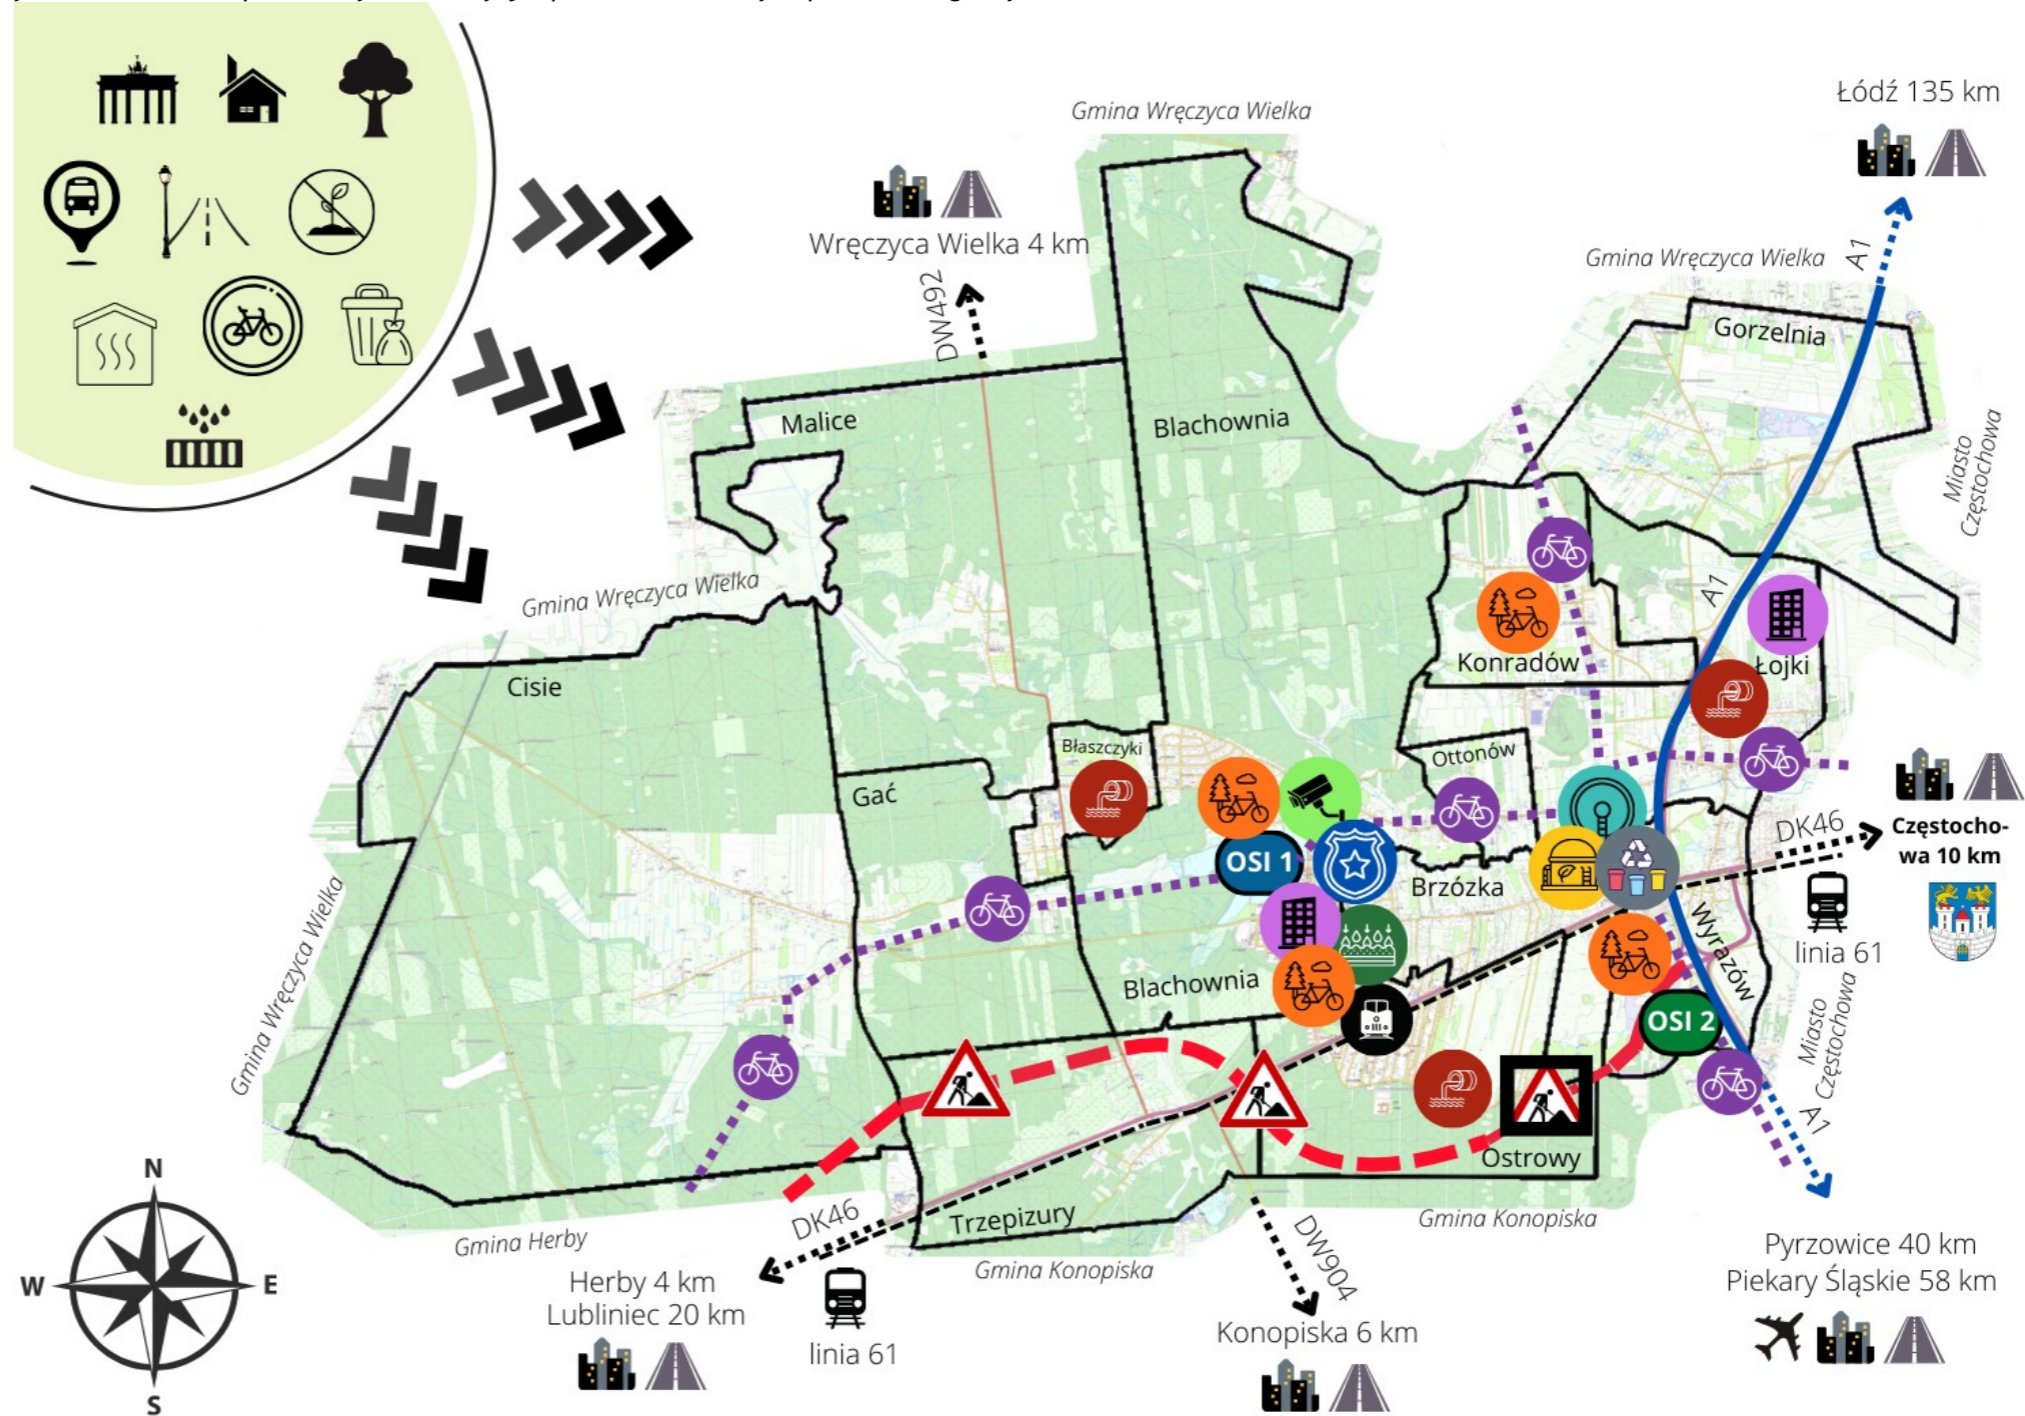 Gmina Wręczyca Wielka
Łódź 135 km
Wręczyca Wielka 4 km
DW492
Gmina Wręczyca Wielka
A1
Gorzelnia
Malice
Blachownia
Miasto
Częstochowa
Gmina Wręczyca Wielka
A1
Cisie
Konradów
Łojki
Błaszczyki
Ottonów
Gać
DK46
Częstocho-
wa 10 km
OSI 1
Brzózka
Gmina Wręczyca Wielka
Wyrazów
linia 61
Blachownia
OSI 2
Miasto
Częstochowa
A1
Ostrowy
Trzepizury
DK46
Gmina Herby
Gmina Konopiska
Gmina Konopiska
DW904
Herby 4 km
Lubliniec 20 km
linia 61
Konopiska 6 km
Pyrzowice 40 km
Piekary Śląskie 58 km
N
W
E
S